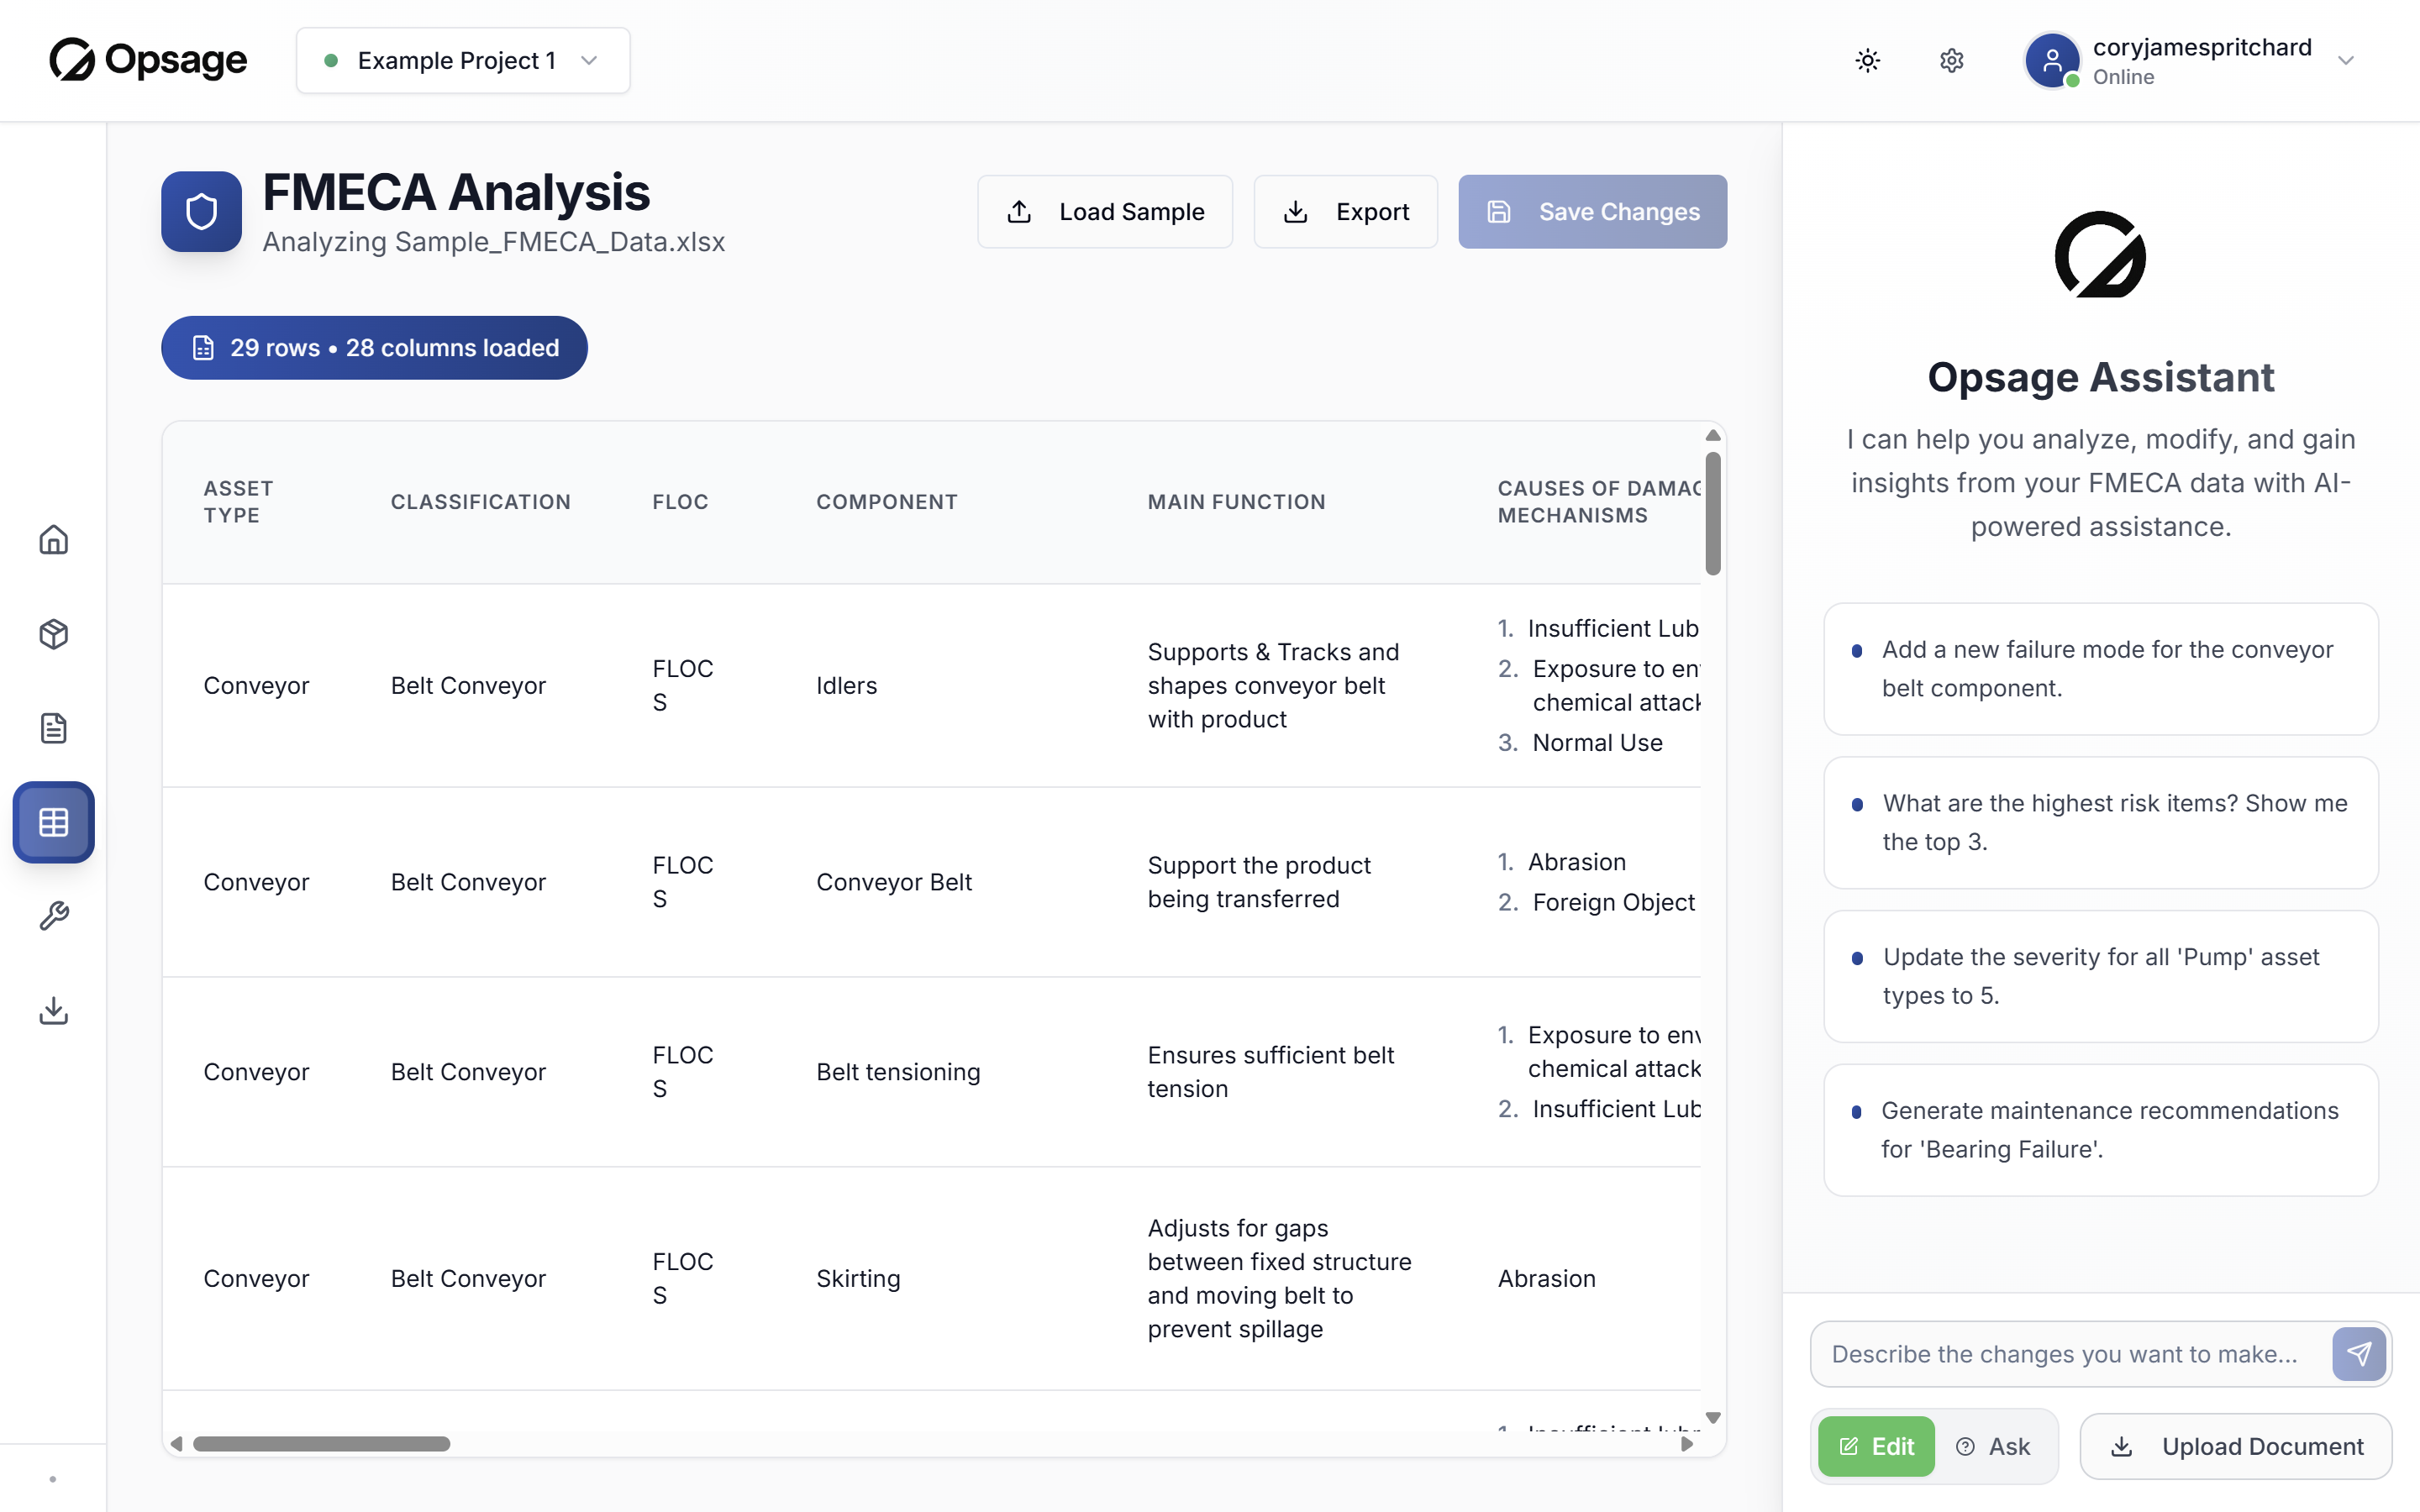 Opsage
Example Project 1
coryjamespritchard
Online
FMECA Analysis
Analyzing Sample_FMECA_Data.xlsx
Load Sample
Export
Save Changes
29 rows • 28 columns loaded
ASSET
TYPE
CLASSIFICATION
FLOC
COMPONENT
MAIN FUNCTION
CAUSES OF DAMAG
MECHANISMS
Conveyor
Belt Conveyor
FLOC
S
Idlers
Supports & Tracks and
shapes conveyor belt
with product
1. Insufficient Lub
2. Exposure to env
chemical attack
3. Normal Use
Conveyor
Belt Conveyor
FLOC
S
Conveyor Belt
Support the product
being transferred
1. Abrasion
2. Foreign Object
Conveyor
Belt Conveyor
FLOC
S
Belt tensioning
Ensures sufficient belt
tension
1. Exposure to env
chemical attack
2. Insufficient Lub
Conveyor
Belt Conveyor
FLOC
S
Skirting
Adjusts for gaps
between fixed structure
and moving belt to
prevent spillage
Abrasion
Opsage Assistant
I can help you analyze, modify, and gain
insights from your FMECA data with AI-
powered assistance.
Add a new failure mode for the conveyor
belt component.
What are the highest risk items? Show me
the top 3.
Update the severity for all 'Pump' asset
types to 5.
Generate maintenance recommendations
for 'Bearing Failure'.
Describe the changes you want to make...
Edit
Ask
Upload Document